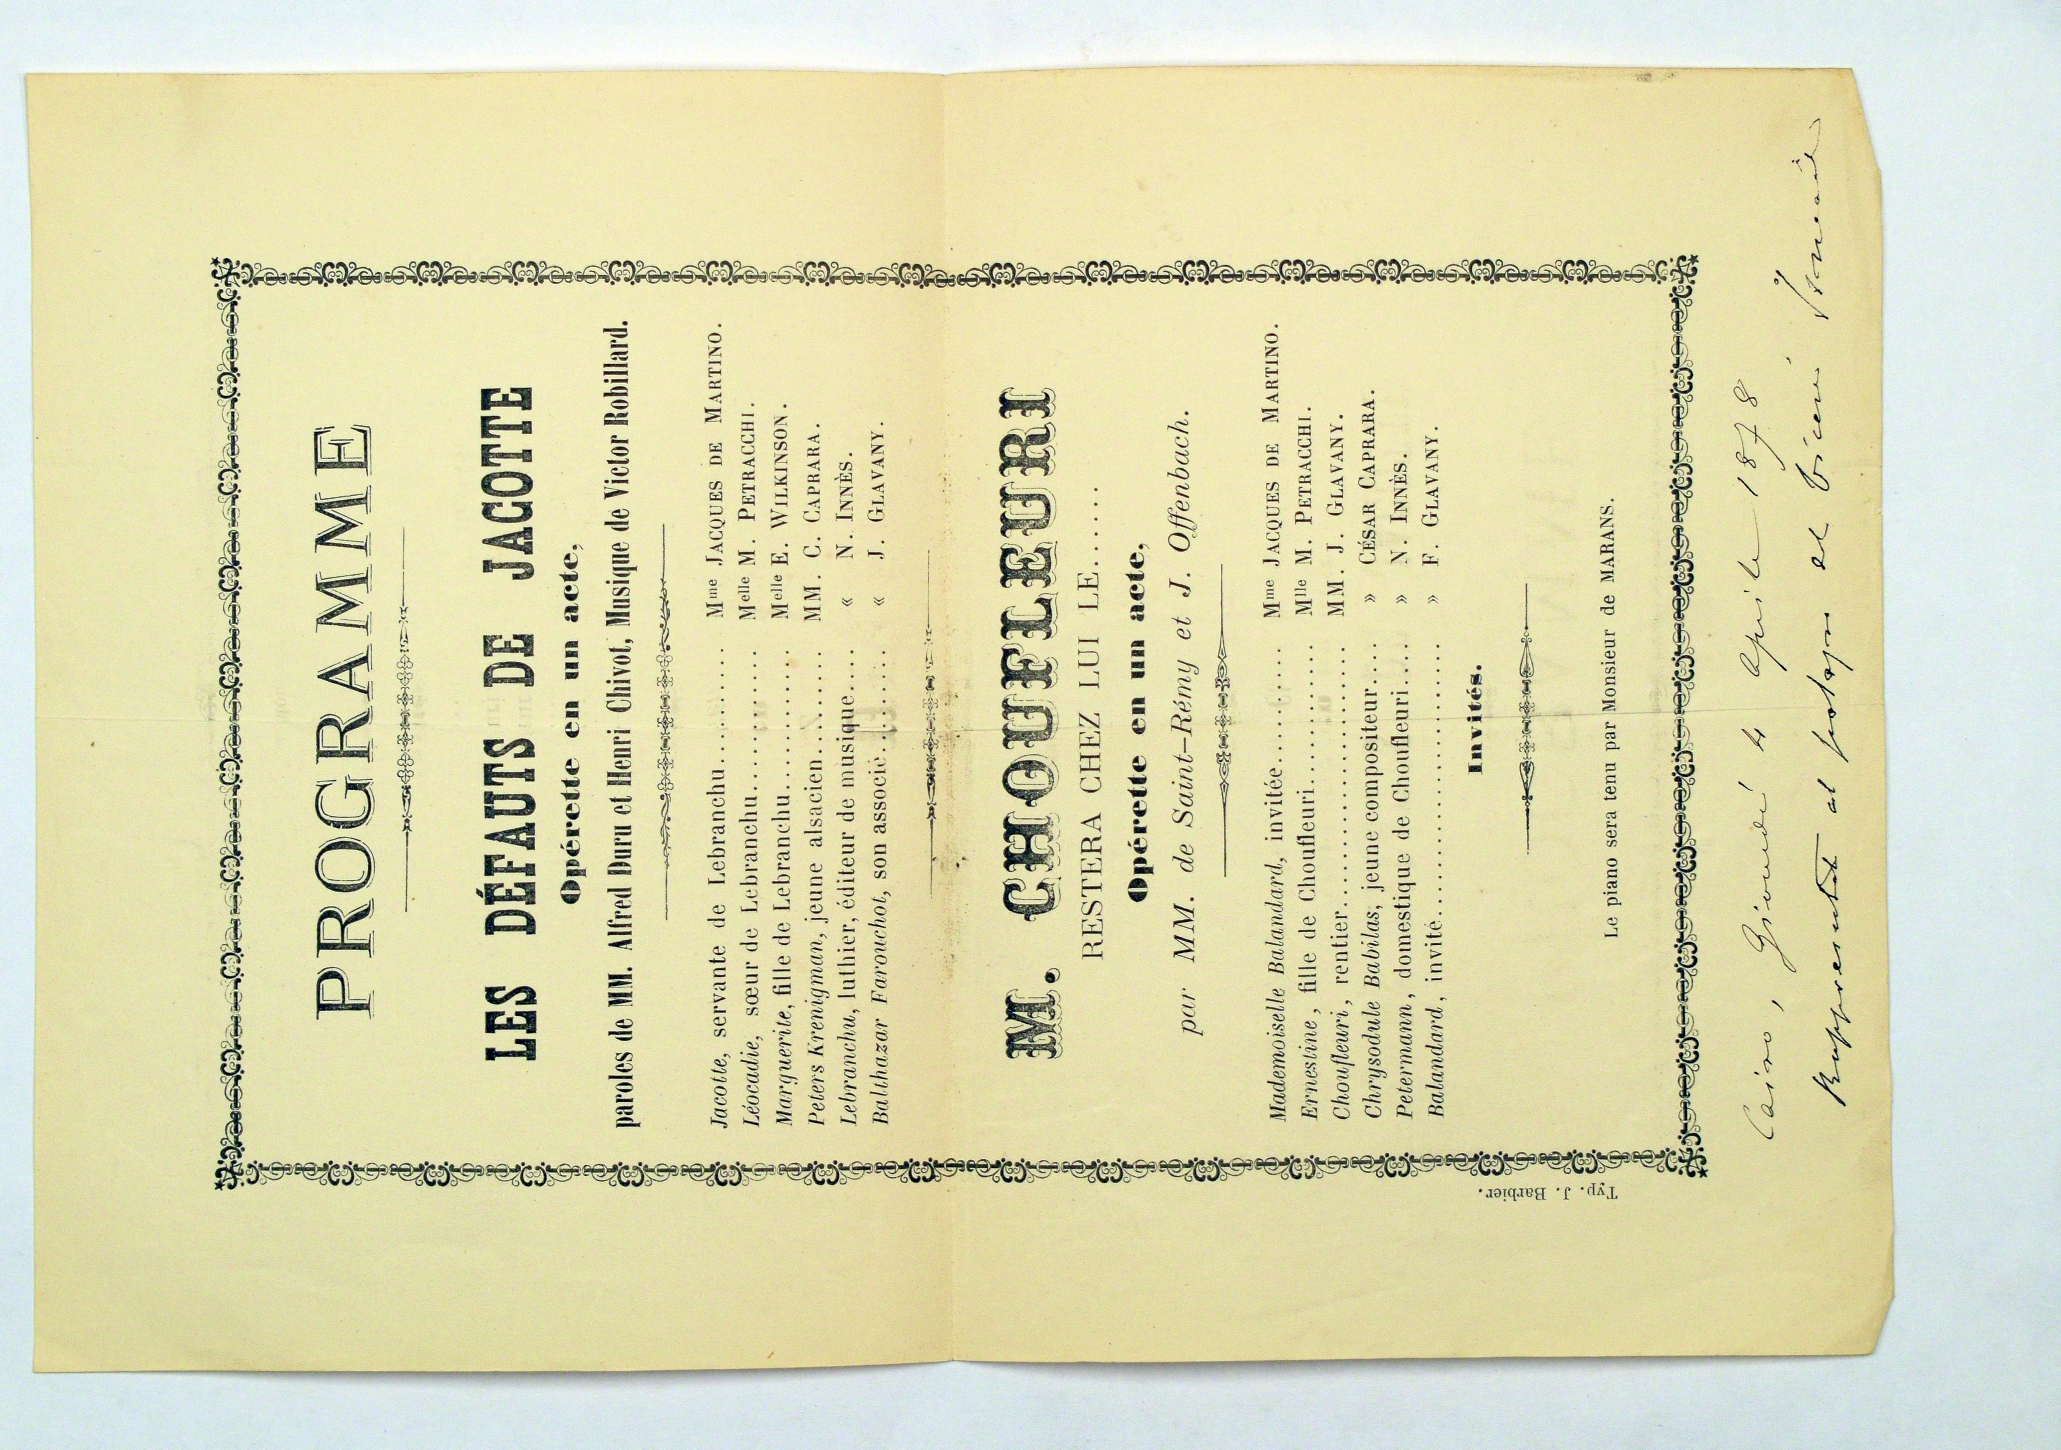 PROGRAMME
LES DÉFAUTS DE JACOTTE
Opérette en un acte,
paroles de MM. Alfred Duru et Henri Chivot, Musique de Victor Robillard.
Jacotte, servante de Lebranchu........... Mme JACQUES DE MARTINO.
Léocadie, sœur de Lebranchu............. Melle M. PETRACCHI.
Marguerite, fille de Lebranchu............. Melle E. WILKINSON.
Peters Krenigman, jeune alsacien.......... MM. C. CAPRARA.
Lebranchu, luthier, éditeur de musique..... « N. INNÈS.
Balthazar Farouchot, son associé.......... « J. GLAVANY.
M. CHOUFLEURI
RESTERA CHEZ LUI LE......
Opérette en un acte,
par MM. de Saint-Rémy et J. Offenbach.
Mademoiselle Balandard, invitée........... Mme JACQUES DE MARTINO.
Ernestine, fille de Choufleuri............. Mlle M. PETRACCHI.
Choufleuri, rentier....................... MM. J. GLAVANY.
Chrysodule Babilas, jeune compositeur..... » CÉSAR CAPRARA.
Petermann, domestique de Choufleuri..... » N. INNÈS.
Balandard, invité........................ » F. GLAVANY.
Invités.
Le piano sera tenu par Monsieur de MARANS.
Typ. J. Barbier.
Cairo, Giovedì 4 aprile 1878
Rappresentat al